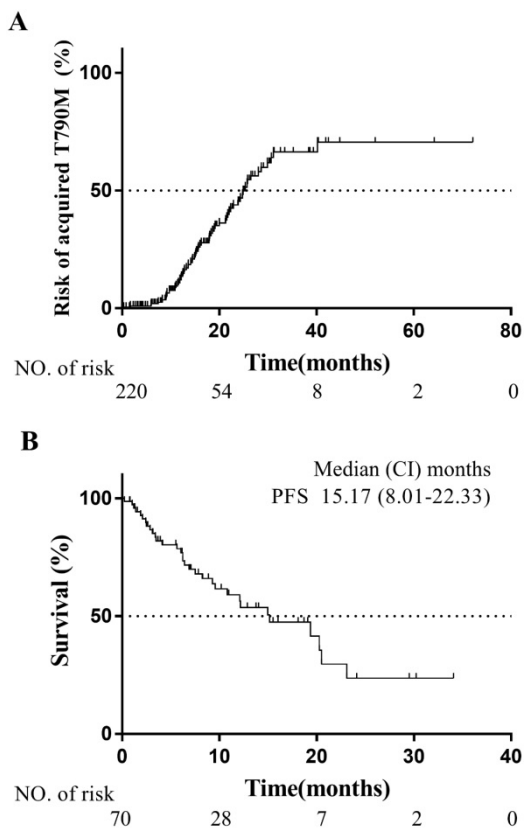 A
Risk of acquired T790M (%)
100
50
0
0 20 40 60 80
Time(months)
NO. of risk
220 54 8 2 0
B
Median (CI) months
PFS 15.17 (8.01-22.33)
Survival (%)
100
50
0
0 10 20 30 40
Time(months)
NO. of risk
70 28 7 2 0